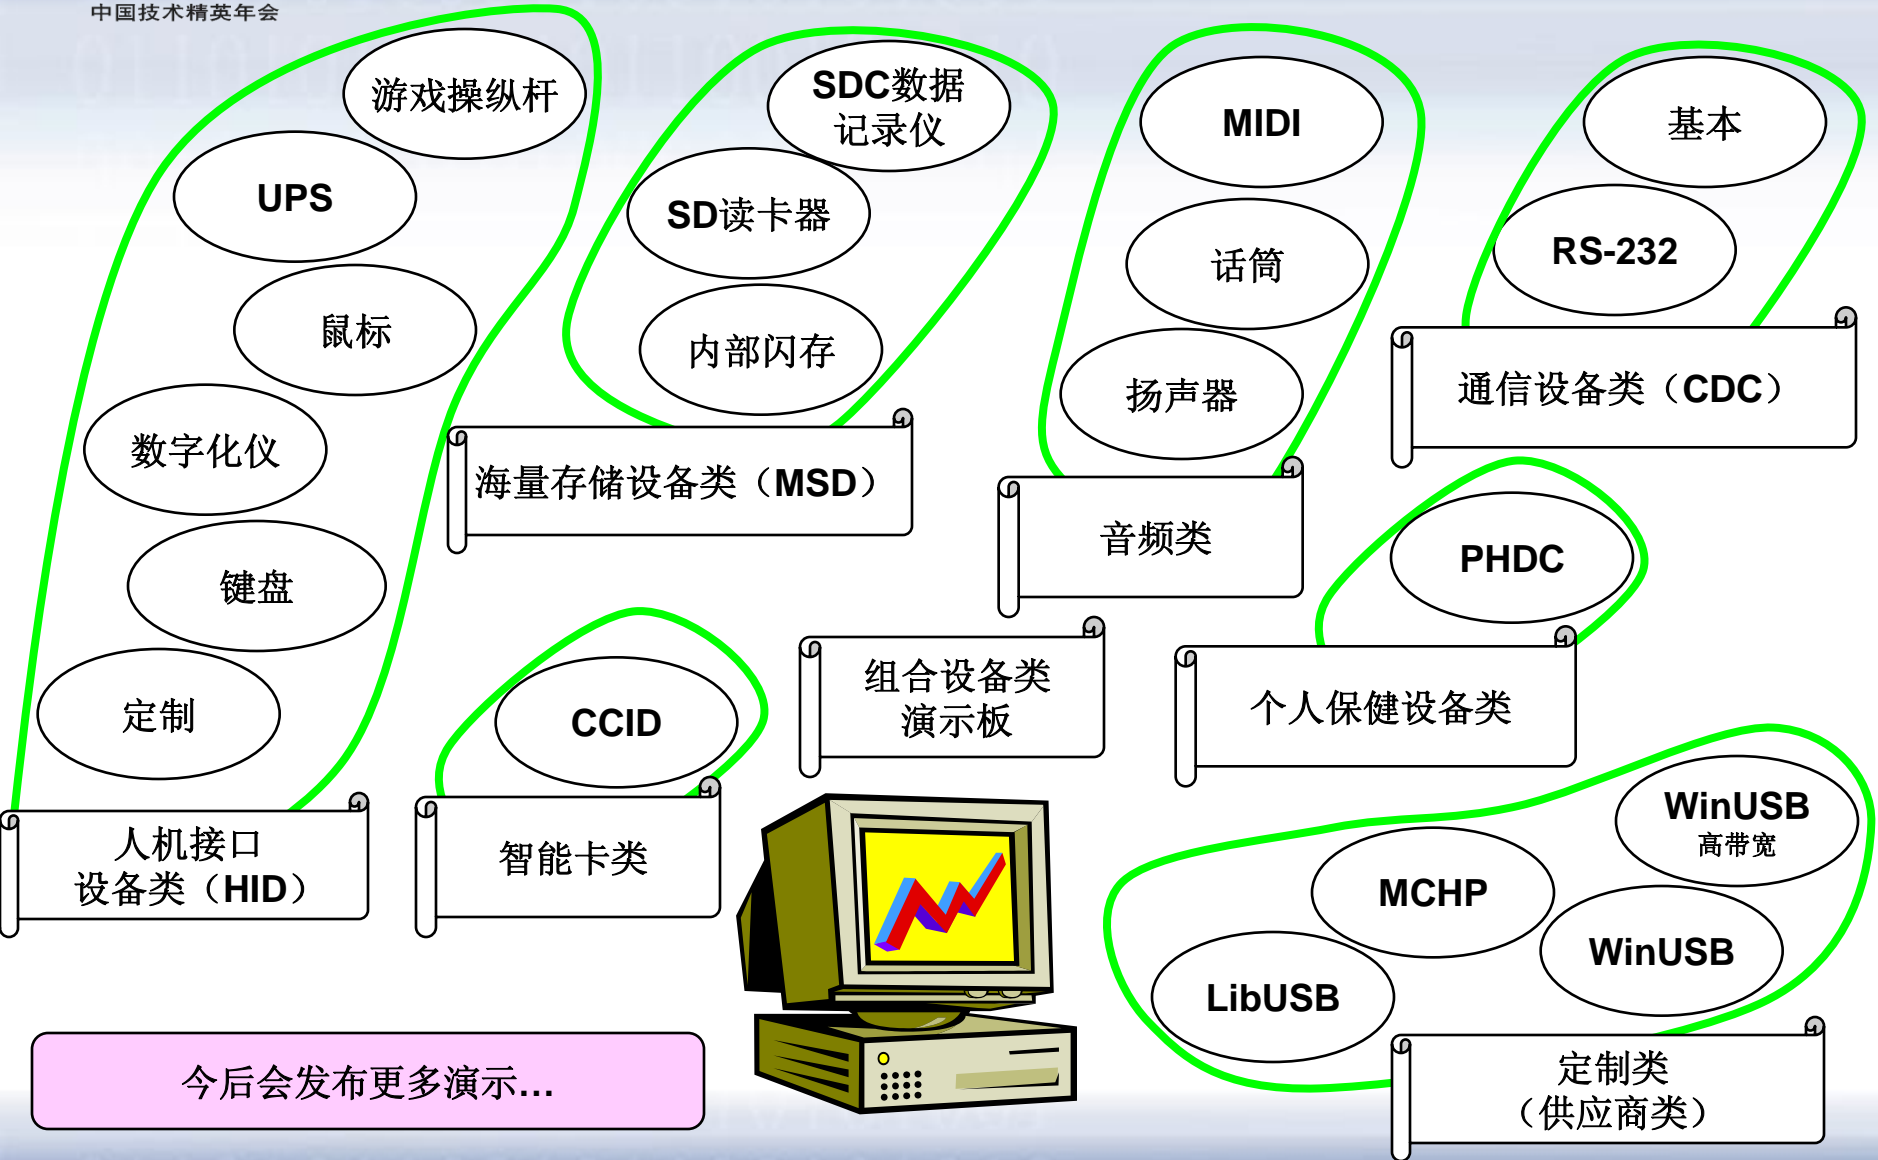 中国技术精英年会
游戏操纵杆
UPS
鼠标
数字化仪
键盘
定制
人机接口
设备类（HID）
SDC数据
记录仪
SD读卡器
内部闪存
海量存储设备类（MSD）
MIDI
话筒
扬声器
音频类
基本
RS-232
通信设备类（CDC）
PHDC
个人保健设备类
CCID
智能卡类
组合设备类
演示板
WinUSB
高带宽
MCHP
WinUSB
LibUSB
定制类
（供应商类）
今后会发布更多演示...